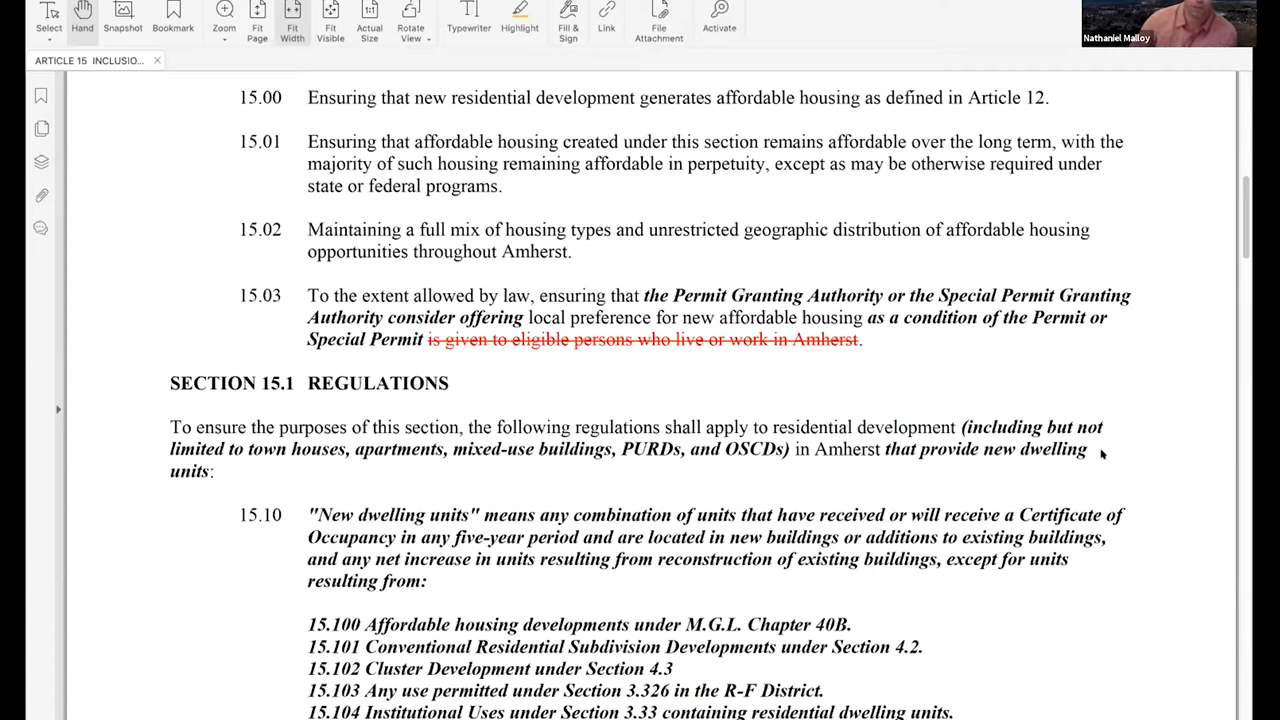 Select
Hand
Snapshot
Bookmark
Zoom
Fit
Page
Fit
Width
Fit
Visible
Actual
Size
Rotate
View
Typewriter
Highlight
Fill &
Sign
Link
File
Attachment
Activate
Nathaniel Malloy
ARTICLE 15 INCLUSIO...
15.00 Ensuring that new residential development generates affordable housing as defined in Article 12.
15.01 Ensuring that affordable housing created under this section remains affordable over the long term, with the
majority of such housing remaining affordable in perpetuity, except as may be otherwise required under
state or federal programs.
15.02 Maintaining a full mix of housing types and unrestricted geographic distribution of affordable housing
opportunities throughout Amherst.
15.03 To the extent allowed by law, ensuring that the Permit Granting Authority or the Special Permit Granting
Authority consider offering local preference for new affordable housing as a condition of the Permit or
Special Permit is given to eligible persons who live or work in Amherst.
SECTION 15.1 REGULATIONS
To ensure the purposes of this section, the following regulations shall apply to residential development (including but not
limited to town houses, apartments, mixed-use buildings, PURDs, and OSCDs) in Amherst that provide new dwelling
units:
15.10 "New dwelling units" means any combination of units that have received or will receive a Certificate of
Occupancy in any five-year period and are located in new buildings or additions to existing buildings,
and any net increase in units resulting from reconstruction of existing buildings, except for units
resulting from:
15.100 Affordable housing developments under M.G.L. Chapter 40B.
15.101 Conventional Residential Subdivision Developments under Section 4.2.
15.102 Cluster Development under Section 4.3
15.103 Any use permitted under Section 3.326 in the R-F District.
15.104 Institutional Uses under Section 3.33 containing residential dwelling units.